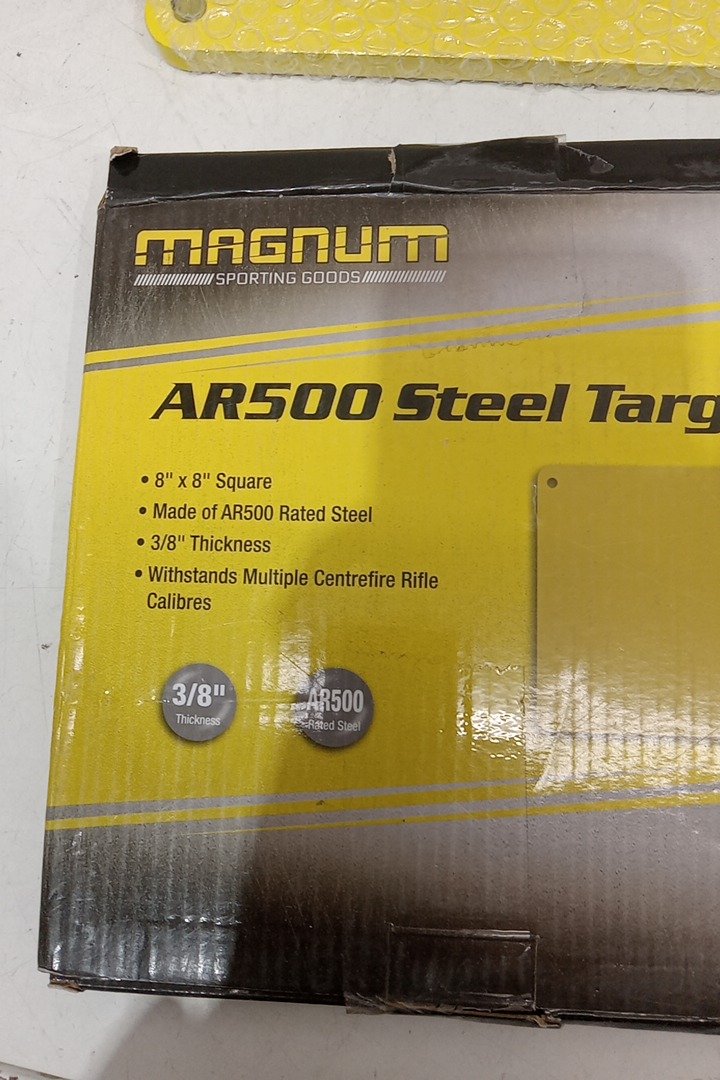 MAGNUM
SPORTING GOODS
AR500 Steel Targ
• 8" x 8" Square
• Made of AR500 Rated Steel
• 3/8" Thickness
• Withstands Multiple Centrefire Rifle
Calibres
3/8"
Thickness
AR500
Rated Steel